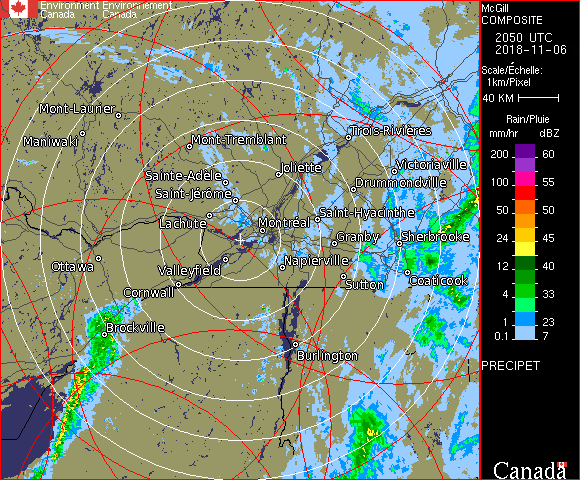 Environment Environnement
Canada Canada
McGill
COMPOSITE
2050 UTC
2018-11-06
Scale/Échelle:
1km/Pixel
40 KM
Rain/Pluie
mm/hr dBZ
200 60
100 55
50 50
24 45
12 40
4 33
1 23
0.1 7
PRECIPET
Canada
Mont-Laurier
Maniwaki
Mont-Tremblant
Trois-Rivières
Joliette
Victoriaville
Sainte-Adèle
Drummondville
Saint-Jérôme
Lachute
Saint-Hyacinthe
Montréal
Granby
Sherbrooke
Ottawa
Valleyfield
Napierville
Coaticook
Cornwall
Sutton
Brockville
Burlington